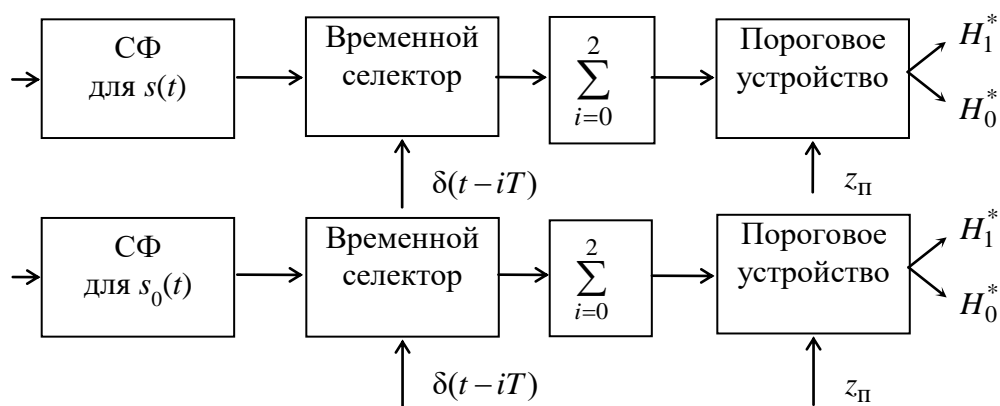 СФ
для s(t)
Временной
селектор
2
∑
i=0
Пороговое
устройство
H₁*
H₀*
δ(t – iT)
zп
СФ
для s₀(t)
Временной
селектор
2
∑
i=0
Пороговое
устройство
H₁*
H₀*
δ(t – iT)
zп